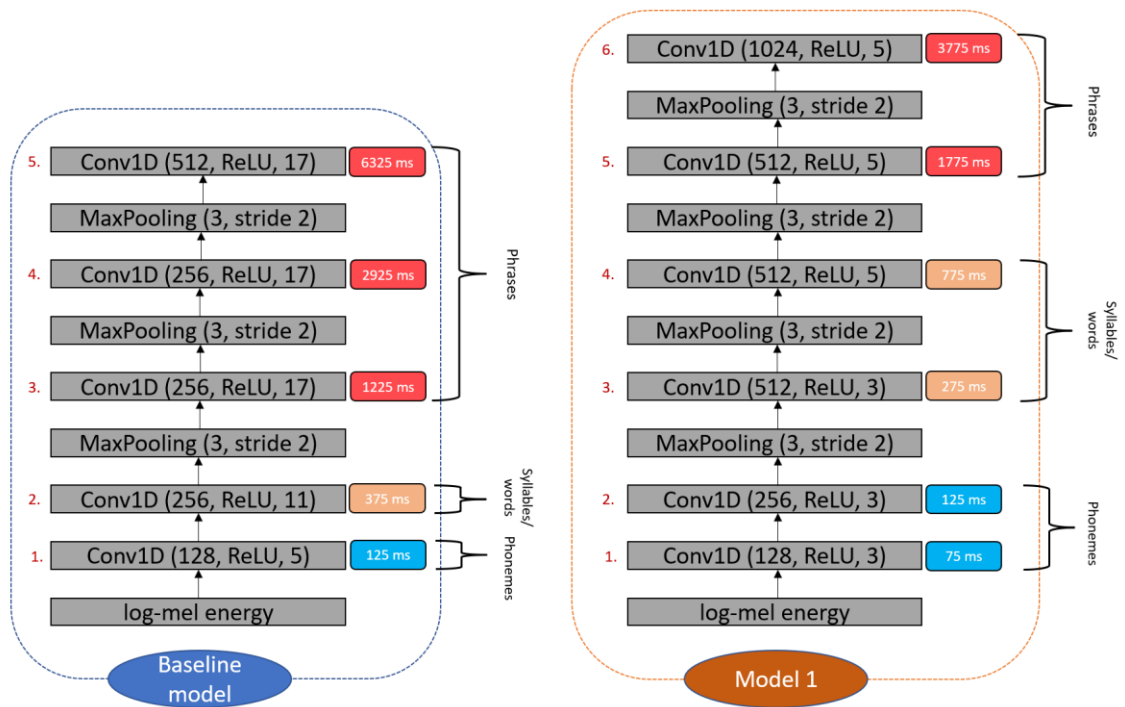 5.
Conv1D (512, ReLU, 17)
6325 ms
MaxPooling (3, stride 2)
4.
Conv1D (256, ReLU, 17)
2925 ms
MaxPooling (3, stride 2)
3.
Conv1D (256, ReLU, 17)
1225 ms
MaxPooling (3, stride 2)
2.
Conv1D (256, ReLU, 11)
375 ms
1.
Conv1D (128, ReLU, 5)
125 ms
log-mel energy
Phrases
Syllables/
words
Phonemes
Baseline
model
6.
Conv1D (1024, ReLU, 5)
3775 ms
MaxPooling (3, stride 2)
5.
Conv1D (512, ReLU, 5)
1775 ms
MaxPooling (3, stride 2)
4.
Conv1D (512, ReLU, 5)
775 ms
MaxPooling (3, stride 2)
3.
Conv1D (512, ReLU, 3)
275 ms
MaxPooling (3, stride 2)
2.
Conv1D (256, ReLU, 3)
125 ms
1.
Conv1D (128, ReLU, 3)
75 ms
log-mel energy
Phrases
Syllables/
words
Phonemes
Model 1